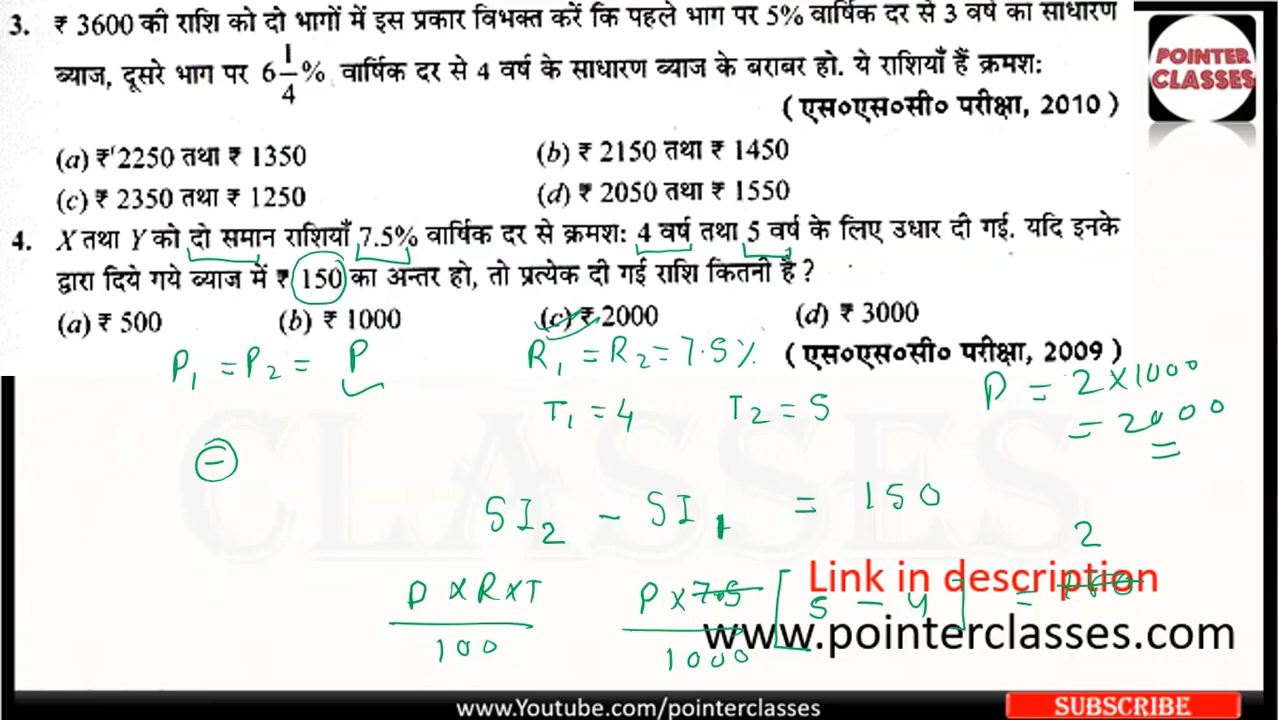 3. ₹ 3600 की राशि को दो भागों में इस प्रकार विभक्त करें कि पहले भाग पर 5% वार्षिक दर से 3 वर्ष का साधारण
ब्याज, दूसरे भाग पर 6 1/4 % वार्षिक दर से 4 वर्ष के साधारण ब्याज के बराबर हो. ये राशियाँ हैं क्रमश:
(एस०एस०सी० परीक्षा, 2010)
(a) ₹ 2250 तथा ₹ 1350 (b) ₹ 2150 तथा ₹ 1450
(c) ₹ 2350 तथा ₹ 1250 (d) ₹ 2050 तथा ₹ 1550
4. X तथा Y को दो समान राशियाँ 7.5% वार्षिक दर से क्रमश: 4 वर्ष तथा 5 वर्ष के लिए उधार दी गई. यदि इनके
द्वारा दिये गये ब्याज में ₹ 150 का अन्तर हो, तो प्रत्येक दी गई राशि कितनी है ?
(a) ₹ 500 (b) ₹ 1000 (c) ₹ 2000 (d) ₹ 3000
(एस०एस०सी० परीक्षा, 2009)
POINTER
CLASSES
P1 = P2 = P R1 = R2 = 7.5%
T1 = 4 T2 = 5
P = 2 × 1000
= 2000
CLASSES
SI2 - SI1 = 150
2
P × R × T / 100 P × 7.5 / 1000 [5 - 4] = 150
Link in description
www.pointerclasses.com
www.Youtube.com/pointerclasses
SUBSCRIBE